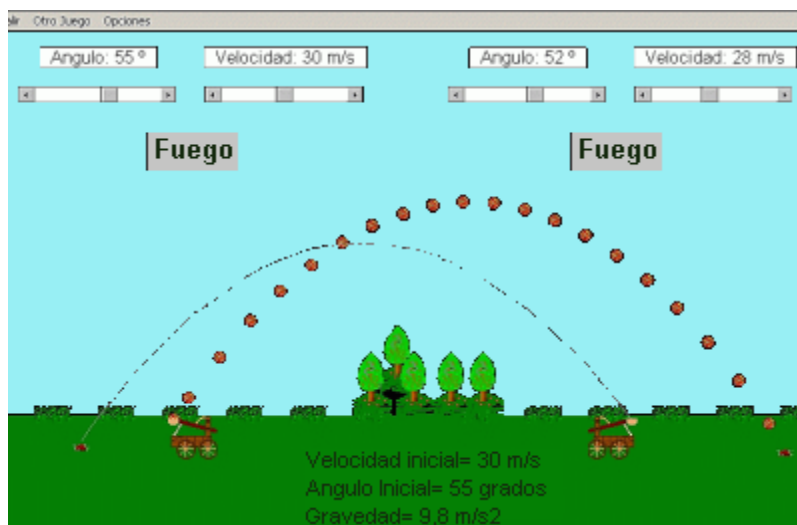 Otro Juego Opciones
Angulo: 55 º
Velocidad: 30 m/s
Angulo: 52 º
Velocidad: 28 m/s
Fuego
Fuego
Velocidad inicial= 30 m/s
Angulo Inicial= 55 grados
Gravedad= 9,8 m/s2